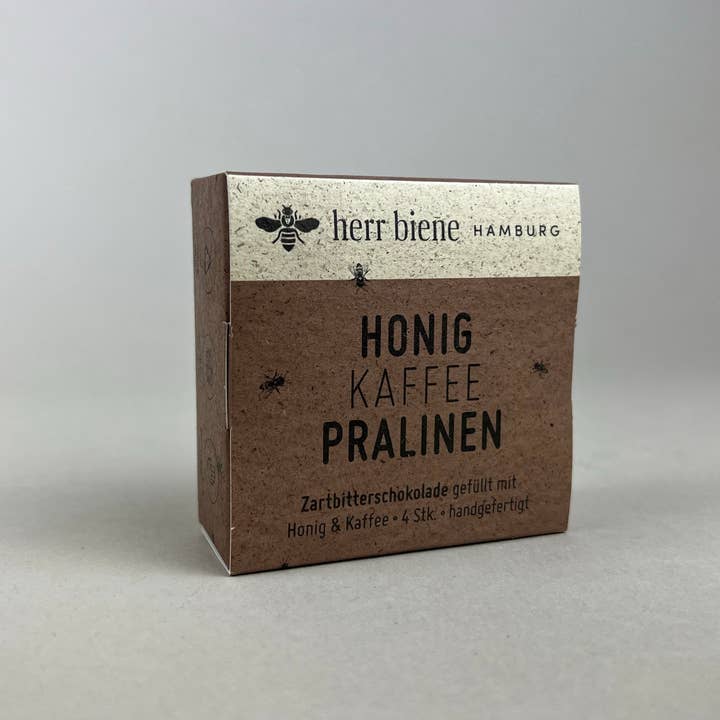 herr biene HAMBURG
HONIG
KAFFEE
PRALINEN
Zartbitterschokolade gefüllt mit
Honig & Kaffee • 4 Stk. • handgefertigt